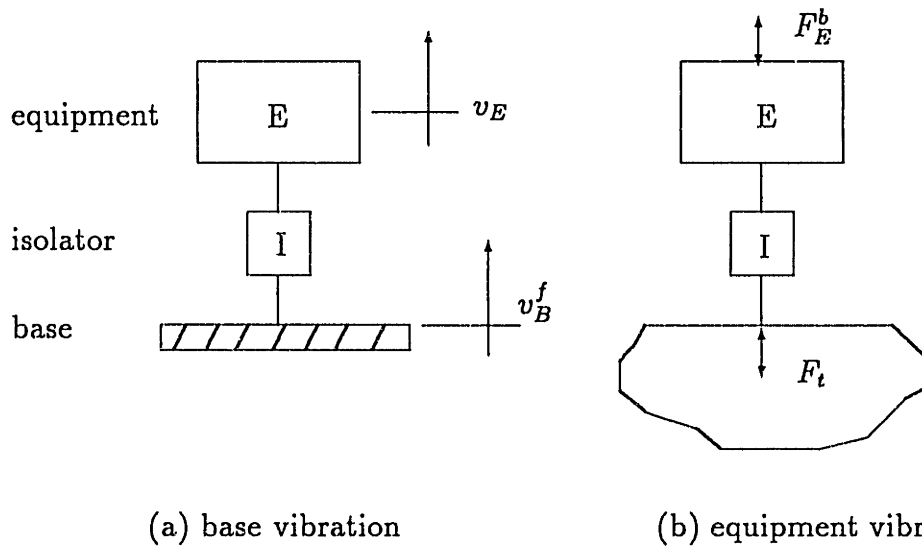 equipment
E
v_E
isolator
I
base
v_B^f
(a) base vibration
F_E^b
E
I
F_t
(b) equipment vibr